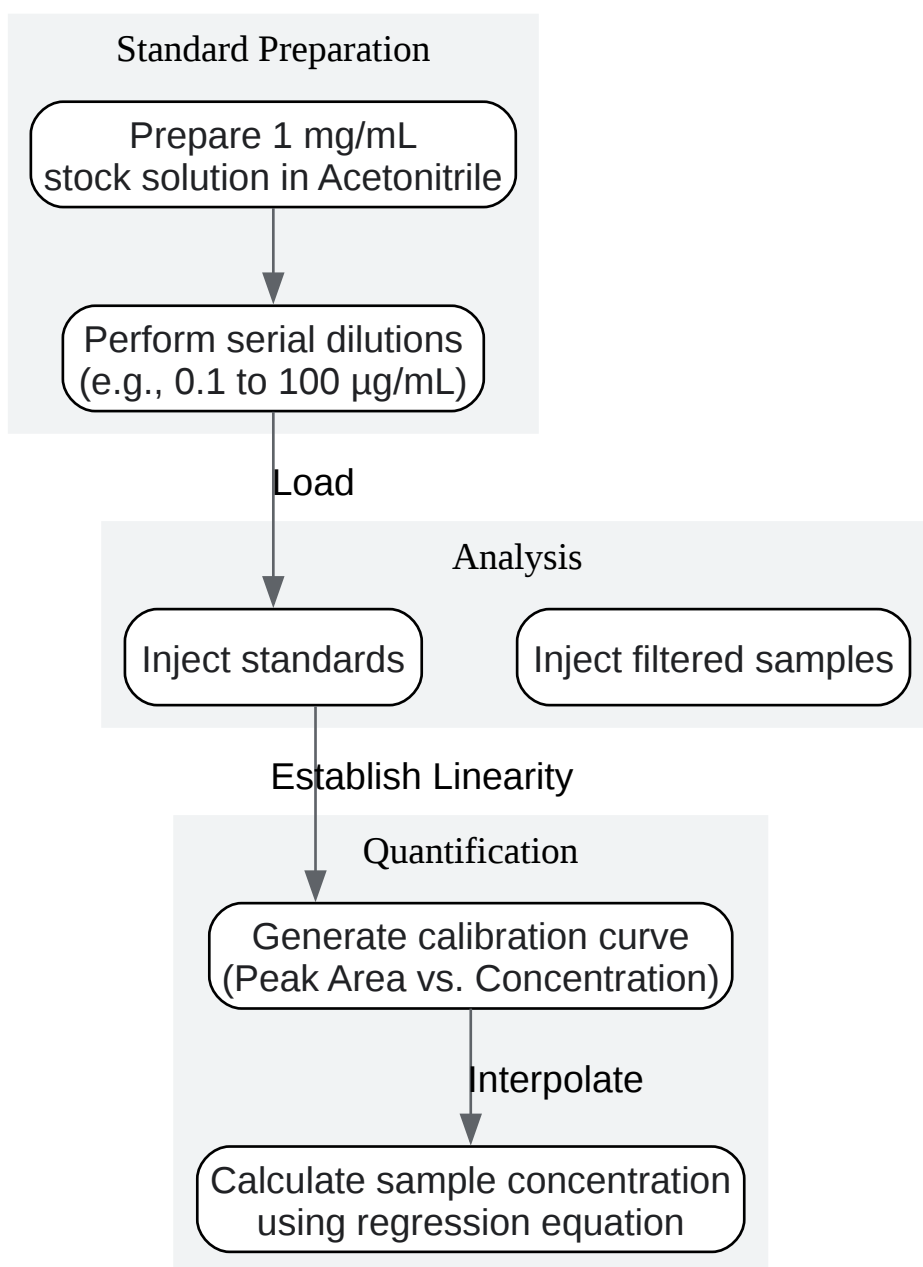 Standard Preparation
Prepare 1 mg/mL
stock solution in Acetonitrile
Perform serial dilutions
(e.g., 0.1 to 100 µg/mL)
Load
Analysis
Inject standards
Inject filtered samples
Establish Linearity
Quantification
Generate calibration curve
(Peak Area vs. Concentration)
Interpolate
Calculate sample concentration
using regression equation